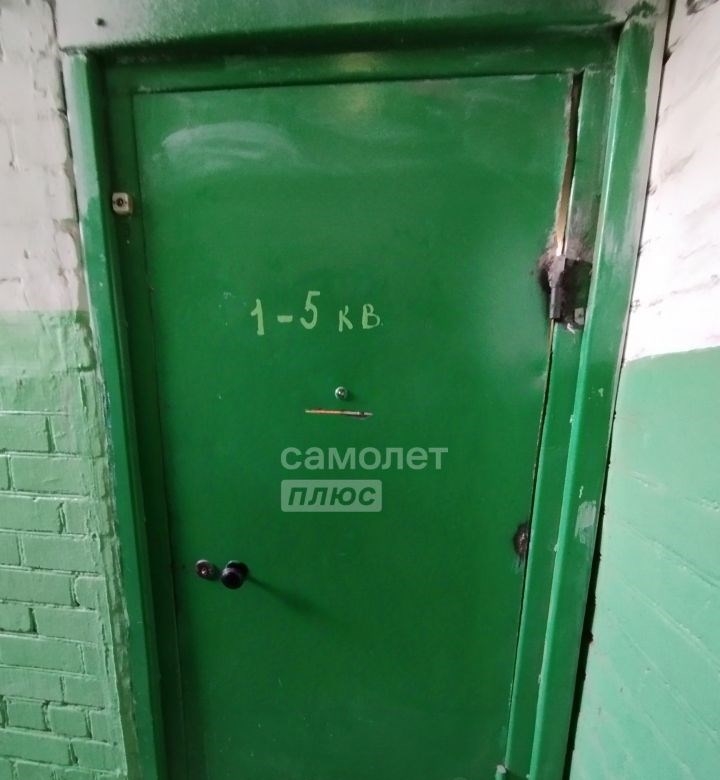 1-5 кв
самолет
плюс